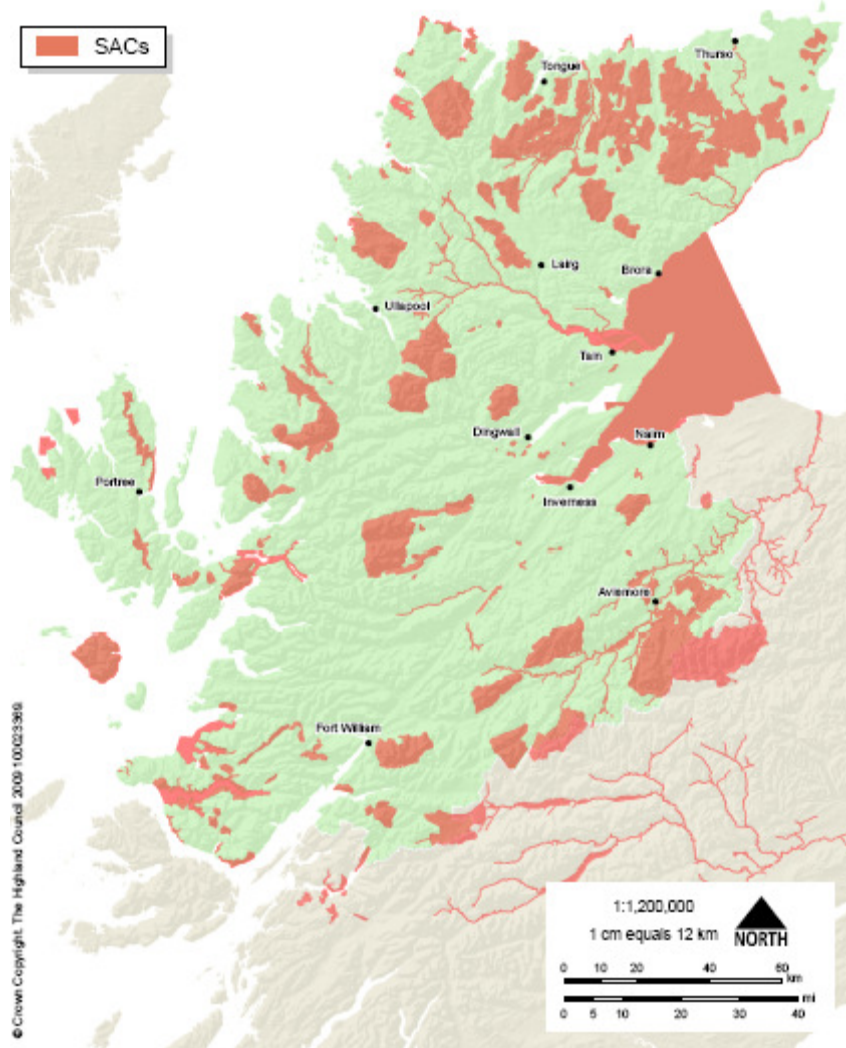 SACs
Thurso
Tongue
Lairg
Brora
Ullapool
Tain
Dingwall
Nairn
Portree
Inverness
Aviemore
Fort William
© Crown Copyright. The Highland Council 2009 100023369.
1:1,200,000
1 cm equals 12 km
NORTH
0 10 20 40 60
km
mi
0 5 10 20 30 40